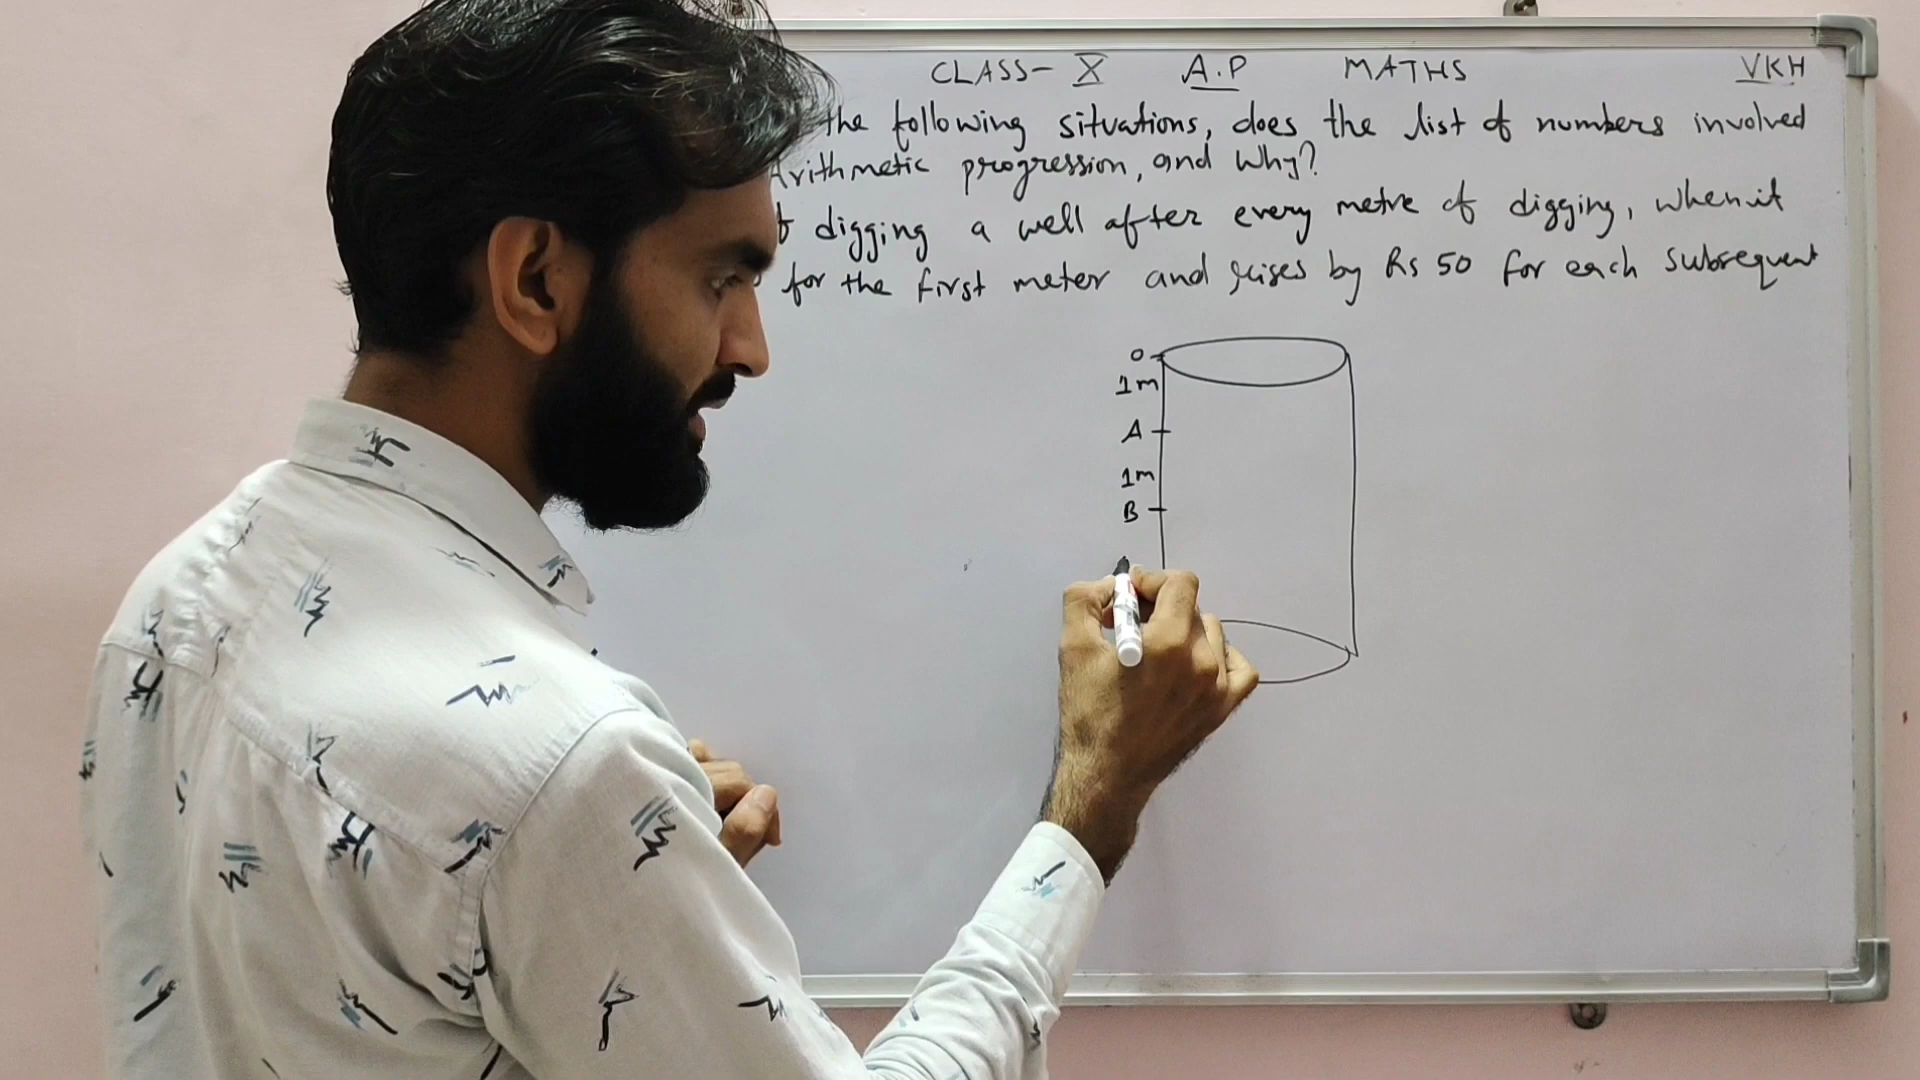 CLASS- X A.P MATHS VKH
the following situations, does the list of numbers involved
Arithmetic progression, and Why?
digging a well after every metre of digging, when it
for the first meter and rises by Rs 50 for each subsequent
0
1m
A
1m
B